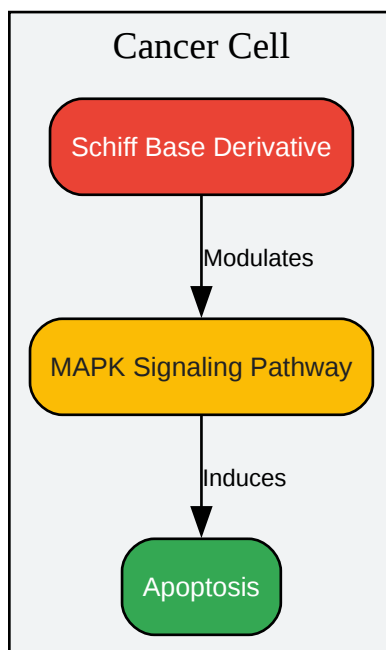 Cancer Cell
Schiff Base Derivative
Modulates
MAPK Signaling Pathway
Induces
Apoptosis